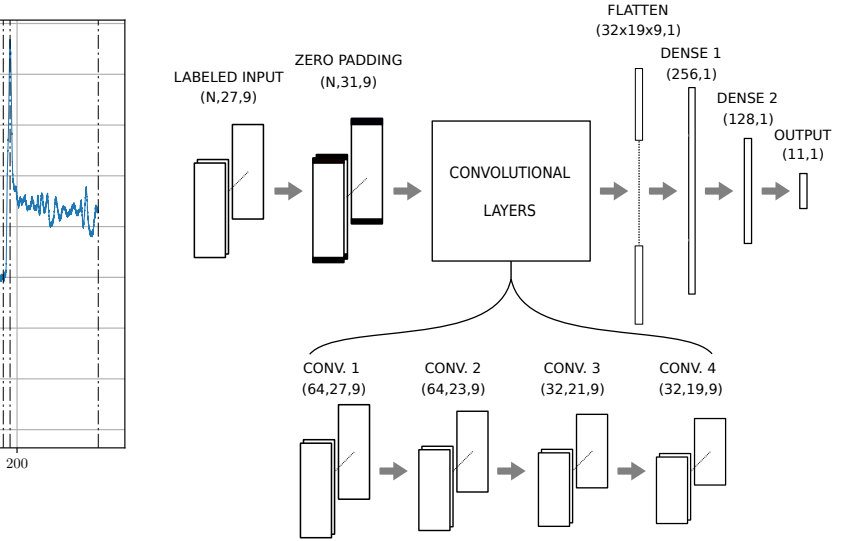 FLATTEN
(32x19x9,1)
DENSE 1
(256,1)
ZERO PADDING
(N,31,9)
LABELED INPUT
(N,27,9)
DENSE 2
(128,1)
OUTPUT
(11,1)
CONVOLUTIONAL
LAYERS
CONV. 1
(64,27,9)
CONV. 2
(64,23,9)
CONV. 3
(32,21,9)
CONV. 4
(32,19,9)
200